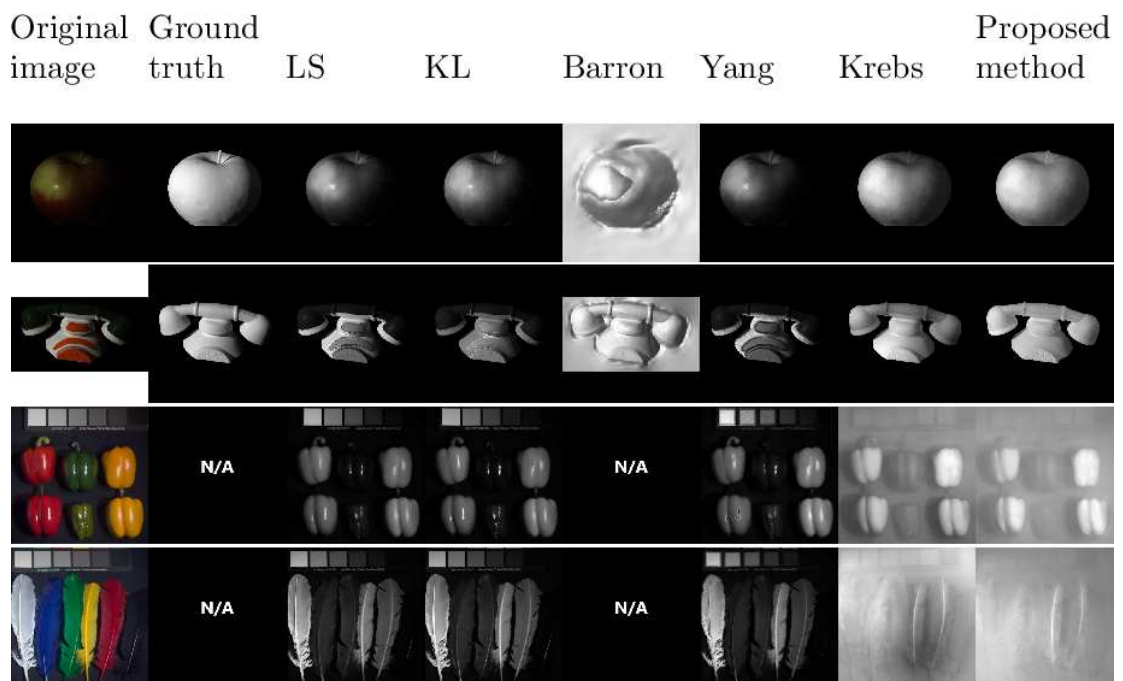 Original Ground Proposed
image truth LS KL Barron Yang Krebs method
N/A N/A
N/A N/A